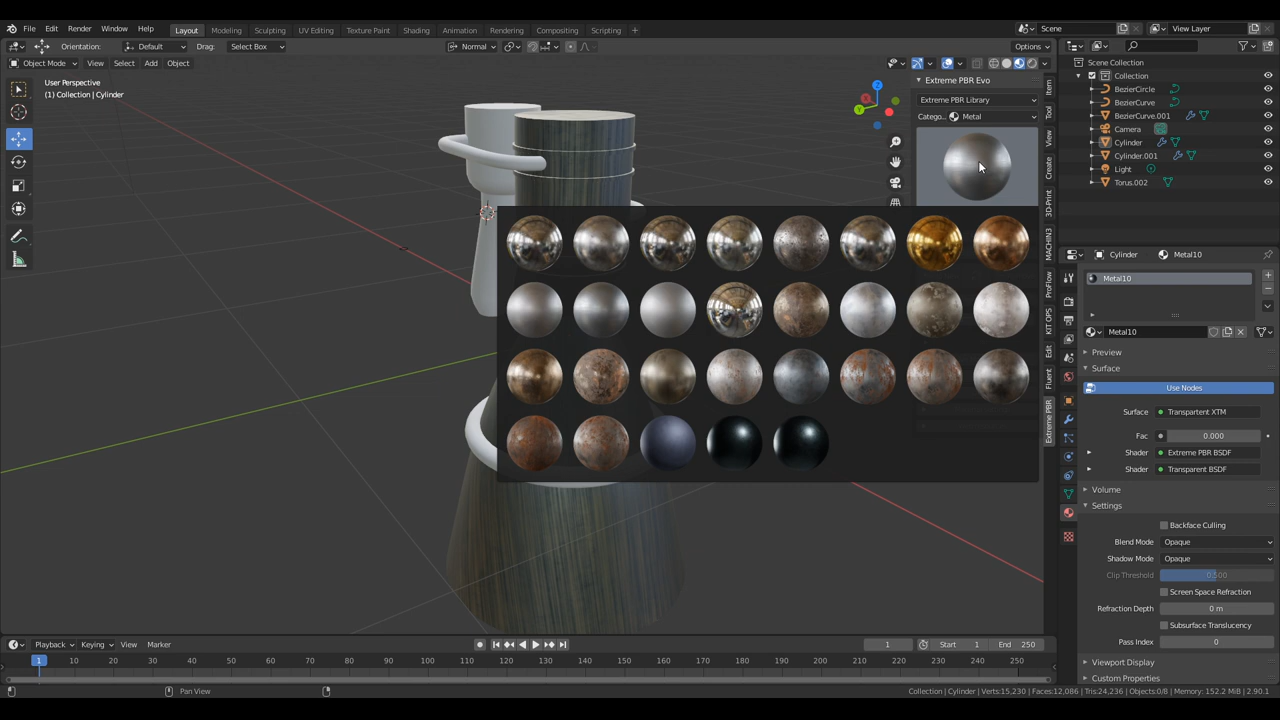 File Edit Render Window Help Layout Modeling Sculpting UV Editing Texture Paint Shading Animation Rendering Compositing Scripting + Scene View Layer
Orientation: Default Drag: Select Box Normal Options
Object Mode View Select Add Object
User Perspective
(1) Collection | Cylinder
Extreme PBR Evo
Extreme PBR Library
Catego... Metal
Item
Tool
View
Create
3D-Print
MACHIN3
ProFlow
KIT OPS
Edit
Fluent
Extreme PBR
Scene Collection
Collection
BezierCircle
BezierCurve
BezierCurve.001
Camera
Cylinder
Cylinder.001
Light
Torus.002
Cylinder Metal10
Metal10
Metal10
Preview
Surface
Use Nodes
Surface Transpartent XTM
Fac 0.000
Shader Extreme PBR BSDF
Shader Transparent BSDF
Volume
Settings
Backface Culling
Blend Mode Opaque
Shadow Mode Opaque
Clip Threshold 0.500
Screen Space Refraction
Refraction Depth 0 m
Subsurface Translucency
Pass Index 0
Viewport Display
Custom Properties
Playback Keying View Marker 1 Start 1 End 250
1 10 20 30 40 50 60 70 80 90 100 110 120 130 140 150 160 170 180 190 200 210 220 230 240 250
Pan View
Collection | Cylinder | Verts:15,230 | Faces:12,086 | Tris:24,236 | Objects:0/8 | Memory: 152.2 MiB | 2.90.1